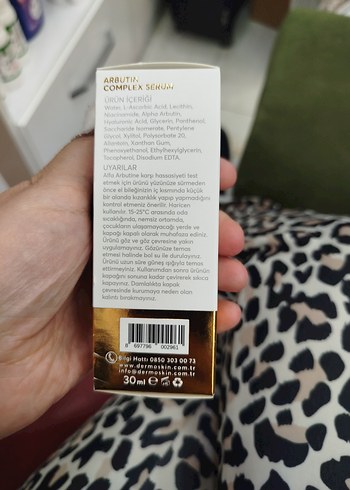 ARBUTIN
COMPLEX SERUM
ÜRÜN İÇERİĞİ
Water, L-Ascorbic Acid, Lecithin,
Niacinamide, Alpha Arbutin,
Hyaluronic Acid, Glycerin, Panthenol,
Saccharide Isomerate, Pentylene
Glycol, Xylitol, Polysorbate 20,
Allantoin, Xanthan Gum,
Phenoxyethanol, Ethylhexylglycerin,
Tocopherol, Disodium EDTA.
UYARILAR
Alfa Arbutine karşı hassasiyeti test
etmek için ürünü yüzünüze sürmeden
önce el bileğinizin iç kısmında küçük
bir alanda kızarıklık yapıp yapmadığını
kontrol etmeniz önerilir. Haricen
kullanılır. 15-25°C arasında oda
sıcaklığında, nemsiz ortamda,
çocukların ulaşamayacağı yerde ve
kapağı kapalı olarak muhafaza ediniz.
Ürünü göz ve göz çevresine yakın
uygulamayınız. Gözünüze temas
etmesi halinde bol su ile durulayınız.
Ürünü uzun süre güneş ışığıyla temas
ettirmeyiniz. Kullanımdan sonra ürünün
kapağını sonuna kadar çevirerek sıkıca
kapatınız. Damlalıkta kapak
çevresinde kurumaya neden olan
kalıntı bırakmayınız.
8 697796 002961
Bilgi Hattı 0850 303 00 73
www.dermoskin.com.tr
info@dermoskin.com.tr
30ml